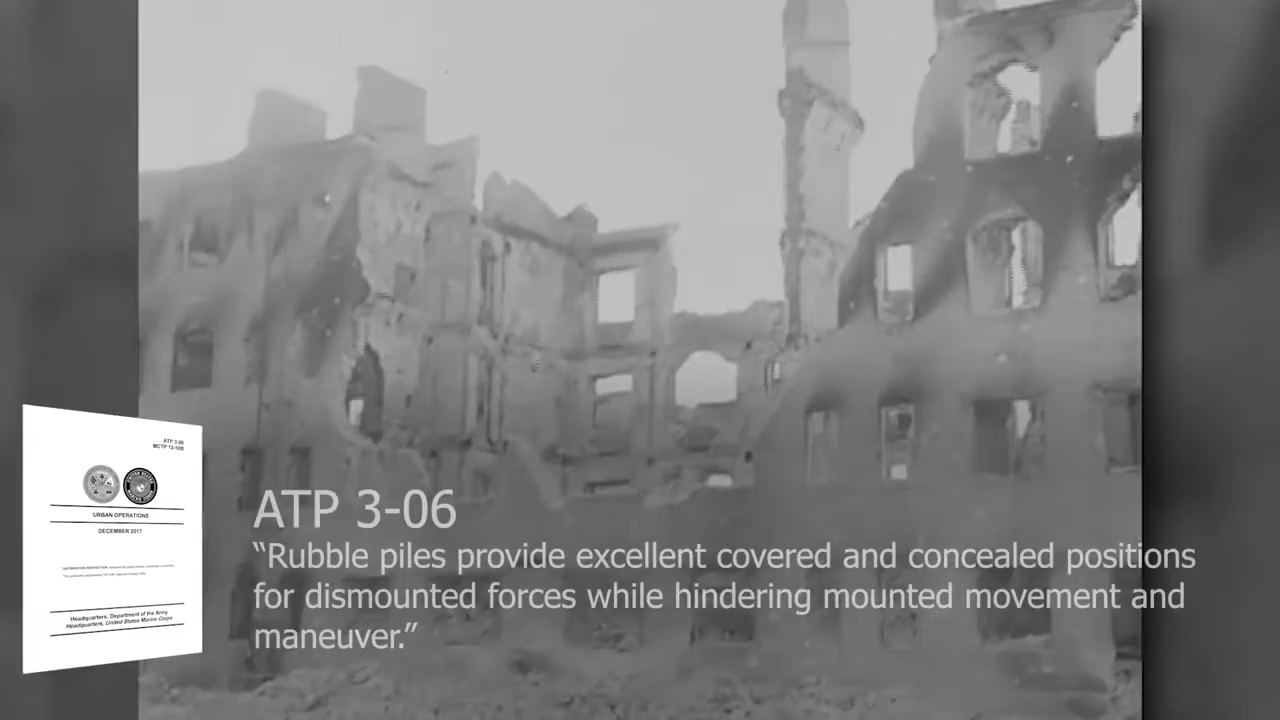 ATP 3-06
MCTP 12-10B
URBAN OPERATIONS
DECEMBER 2017
Headquarters, Department of the Army
Headquarters, United States Marine Corps
ATP 3-06
“Rubble piles provide excellent covered and concealed positions
for dismounted forces while hindering mounted movement and
maneuver.”